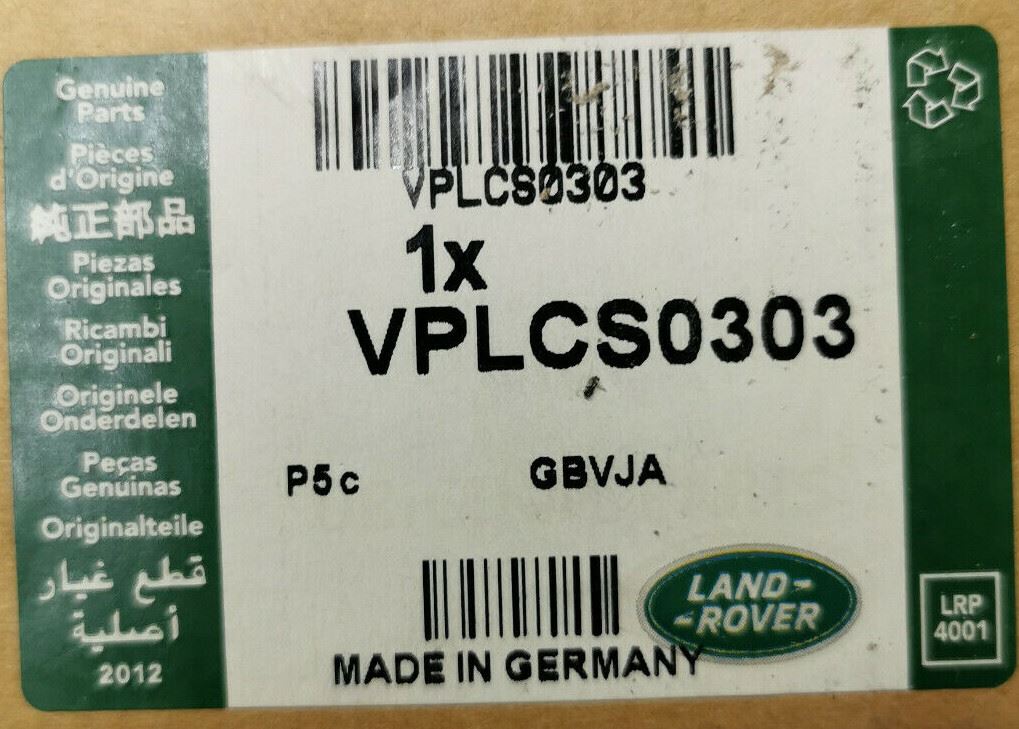 Genuine
Parts
Pièces
d'Origine
純正部品
Piezas
Originales
Ricambi
Originali
Originele
Onderdelen
Peças
Genuinas
Originalteile
قطع غيار
أصلية
2012
VPLCS0303
1x
VPLCS0303
P5c GBVJA
LAND-
-ROVER
MADE IN GERMANY
LRP
4001